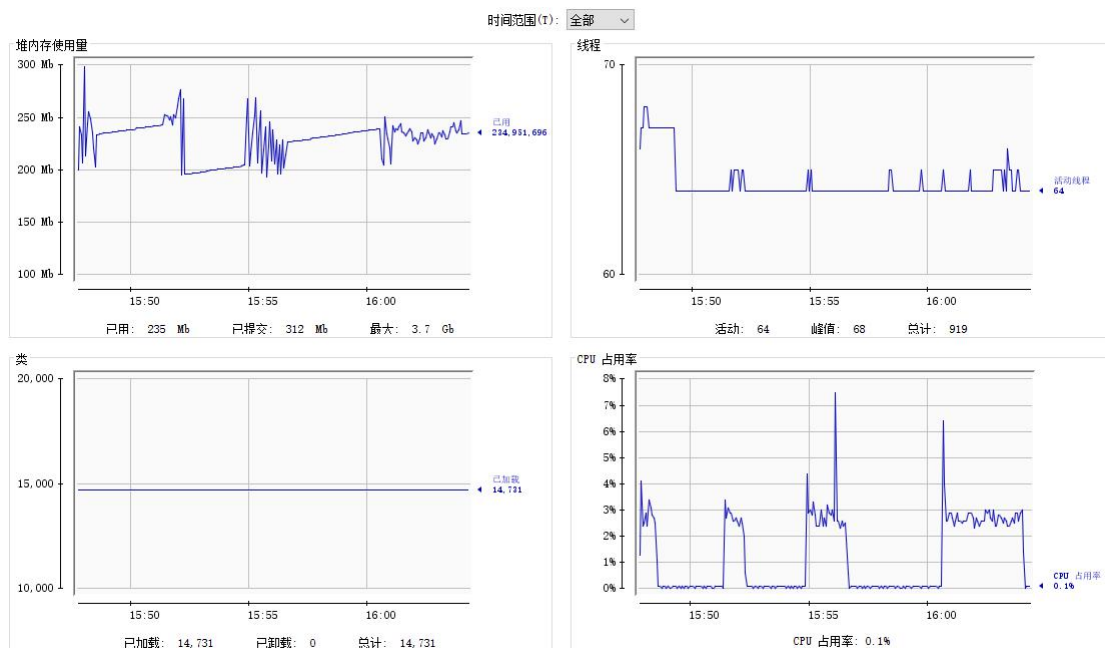 时间范围(T): 全部
堆内存使用量
300 Mb
250 Mb
200 Mb
150 Mb
100 Mb
15:50 15:55 16:00
已用
234,951,696
已用: 235 Mb 已提交: 312 Mb 最大: 3.7 Gb
线程
70
60
15:50 15:55 16:00
活动线程
64
活动: 64 峰值: 68 总计: 919
类
20,000
15,000
10,000
15:50 15:55 16:00
已加载
14,731
已加载: 14,731 已卸载: 0 总计: 14,731
CPU 占用率
8%
7%
6%
5%
4%
3%
2%
1%
0%
15:50 15:55 16:00
CPU 占用率
0.1%
CPU 占用率: 0.1%